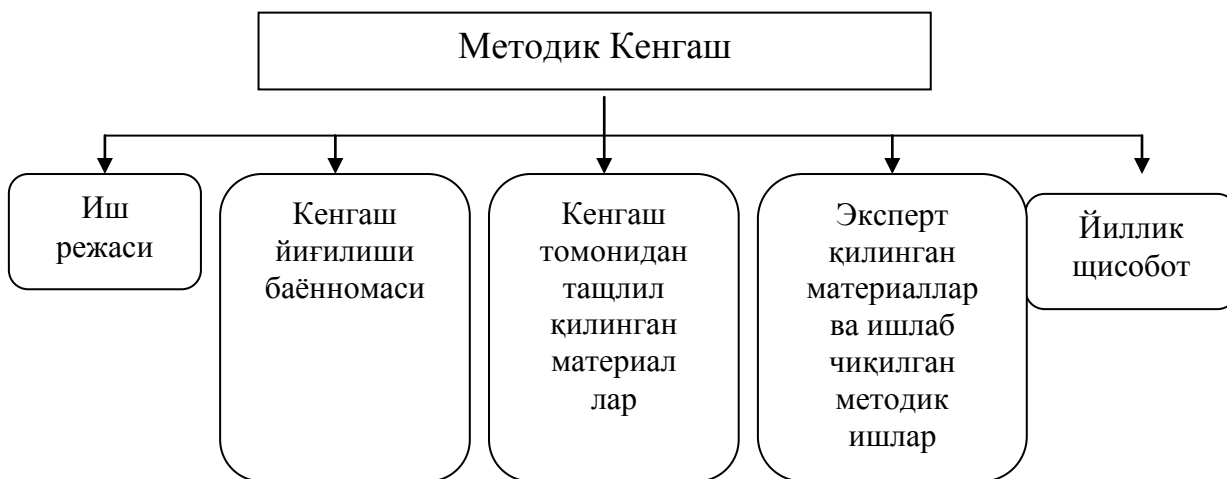 Методик Кенгаш
Иш
режаси
Кенгаш
йиғилиши
баённомаси
Кенгаш
томонидан
тащлил
қилинган
материал
лар
Эксперт
қилинган
материаллар
ва ишлаб
чиқилган
методик
ишлар
Йиллик
щисобот